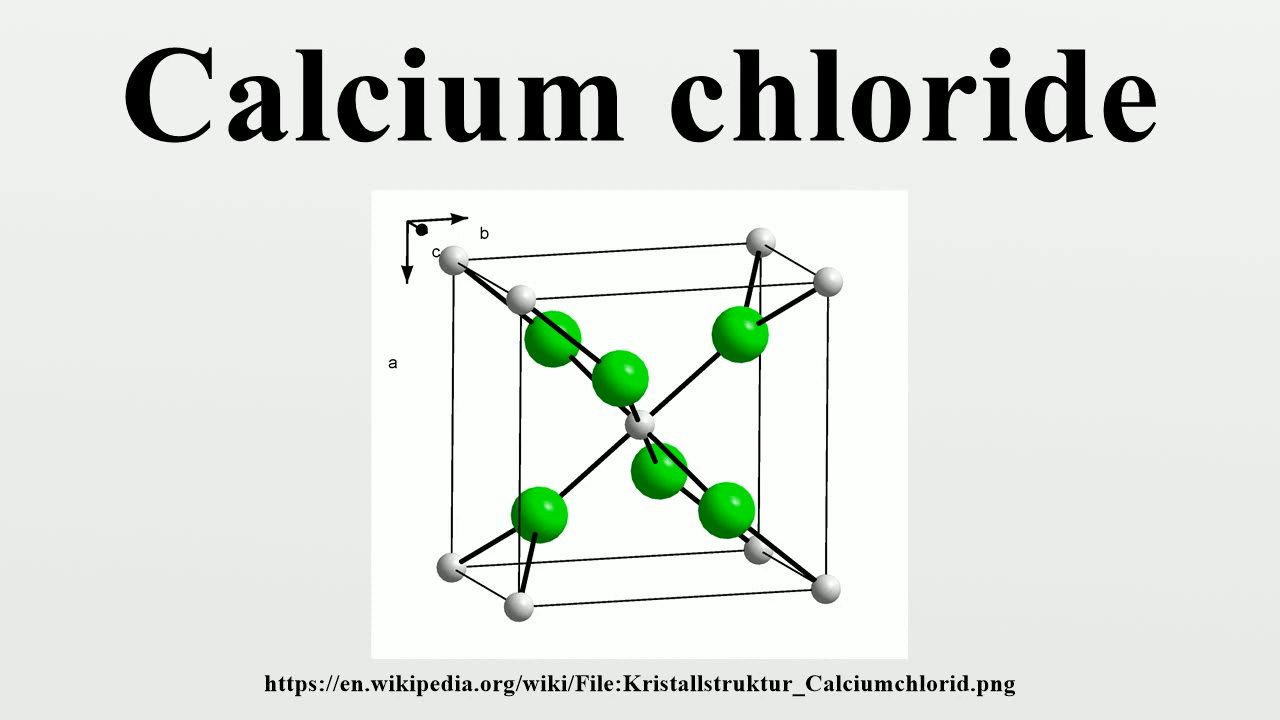 Calcium chloride
b
c
a
https://en.wikipedia.org/wiki/File:Kristallstruktur_Calciumchlorid.png